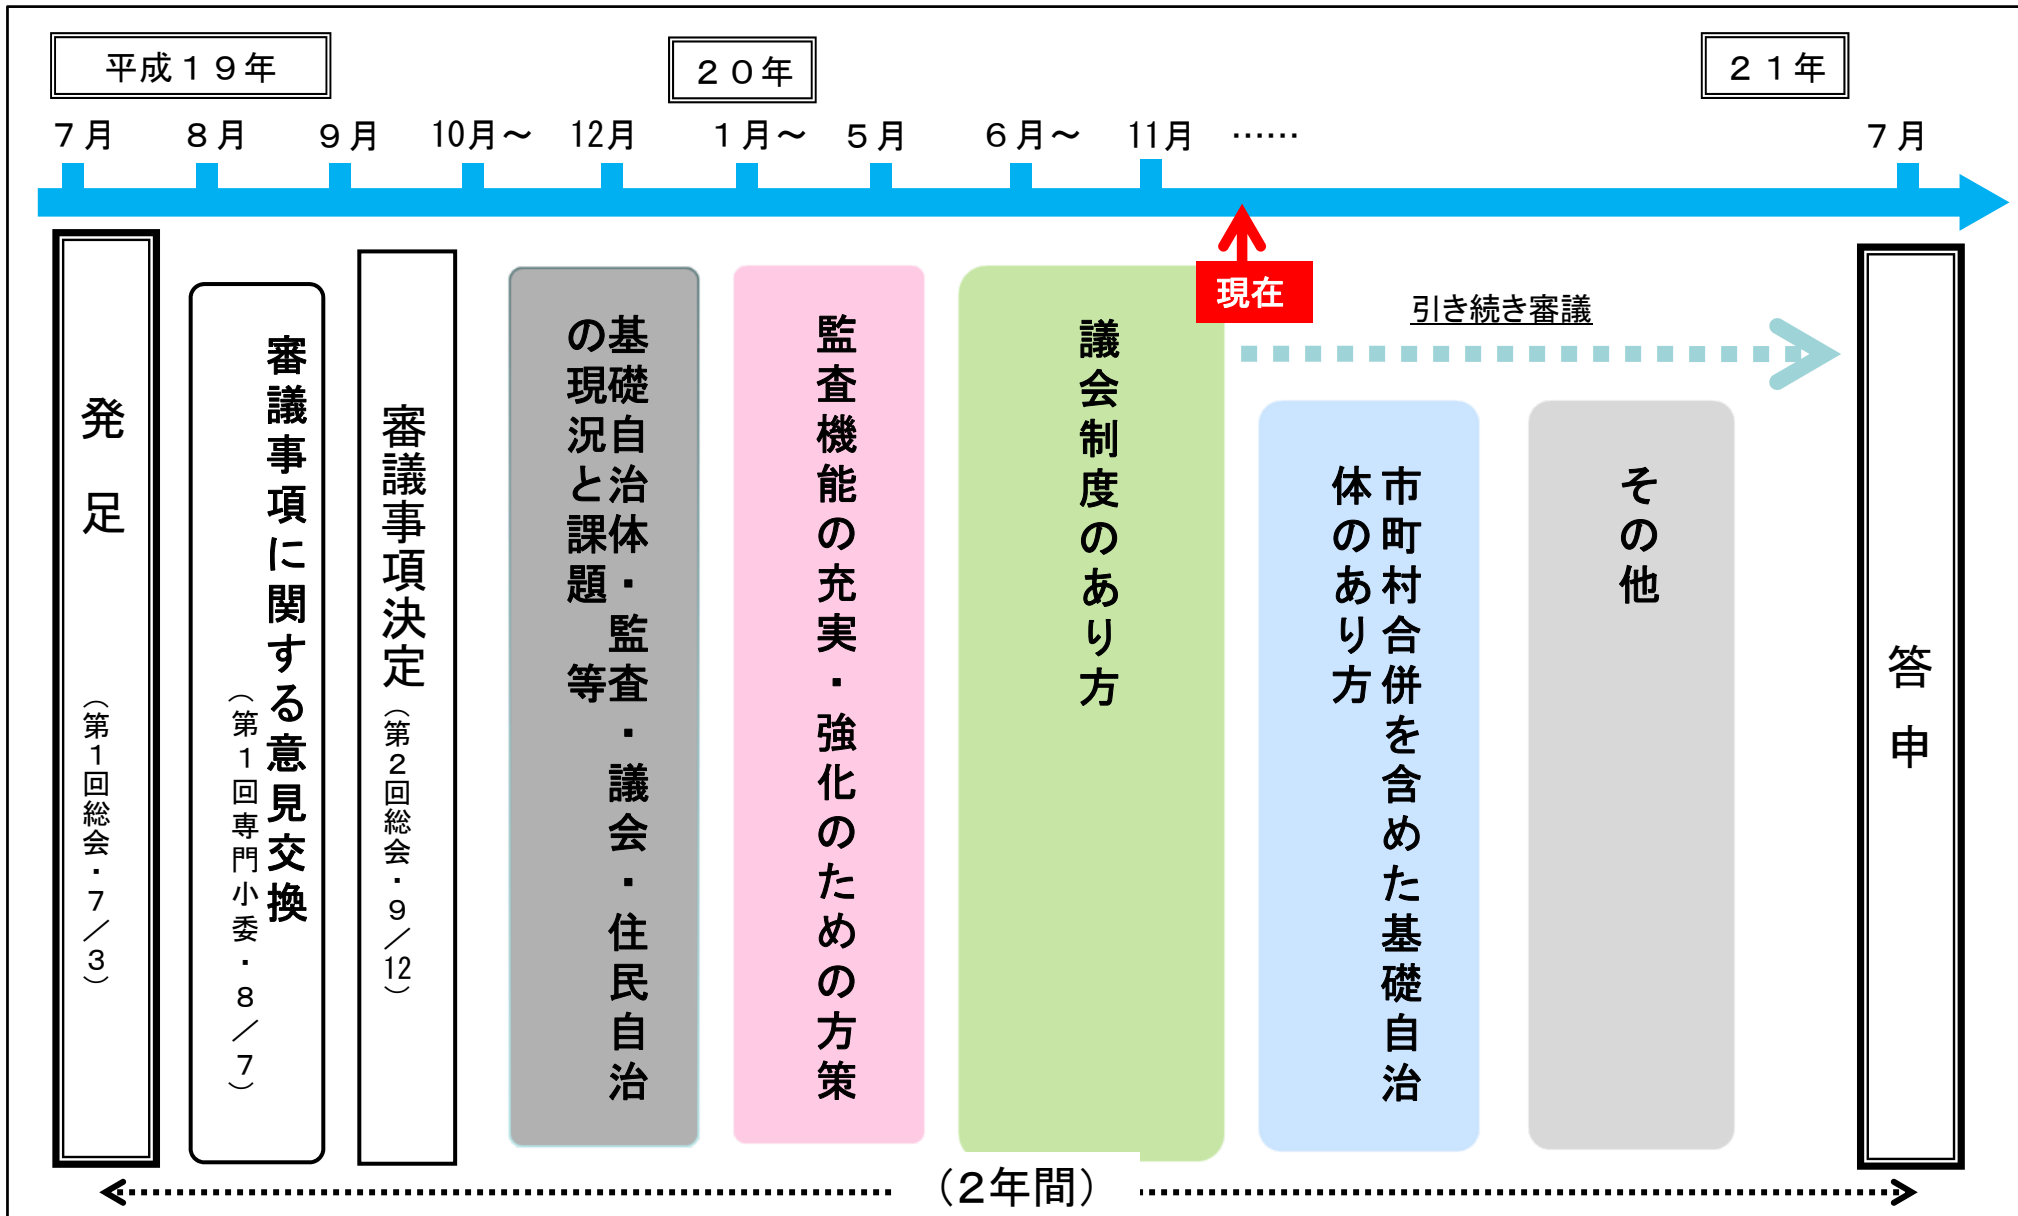 平成１９年
２０年
２１年
７月
８月
９月
10月～
12月
１月～
５月
６月～
11月
……
７月
現在
引き続き審議
発足
（第１回総会・７／３）
審議事項に関する意見交換
（第１回専門小委・８／７）
審議事項決定（第２回総会・９／12）
基礎自治体・監査・議会・住民自治
の現況と課題　等
監査機能の充実・強化のための方策
議会制度のあり方
市町村合併を含めた基礎自治
体のあり方
その他
答申
（２年間）